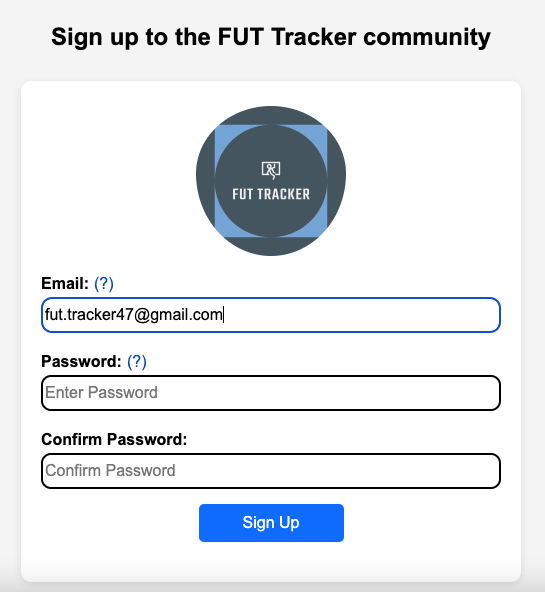 Sign up to the FUT Tracker community
FUT TRACKER
Email: (?)
fut.tracker47@gmail.com
Password: (?)
Enter Password
Confirm Password:
Confirm Password
Sign Up